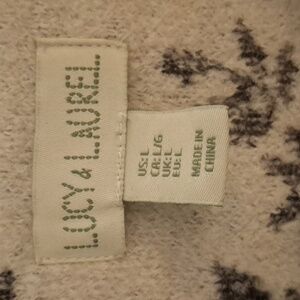 LUCY & LAUREL
US: L
CA: L/G
UK: L
EU: L
MADE IN
CHINA